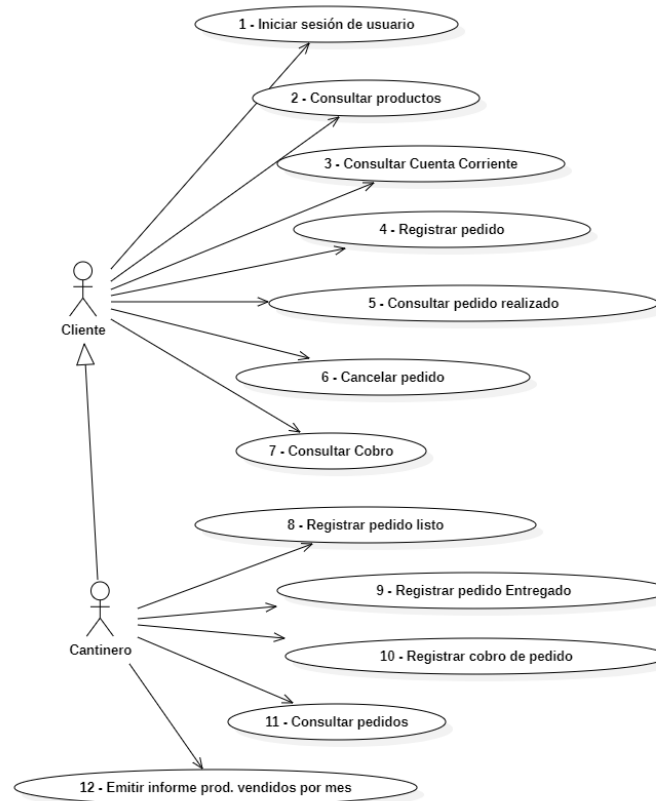 1 - Iniciar sesión de usuario
2 - Consultar productos
3 - Consultar Cuenta Corriente
4 - Registrar pedido
5 - Consultar pedido realizado
Cliente
6 - Cancelar pedido
7 - Consultar Cobro
8 - Registrar pedido listo
9 - Registrar pedido Entregado
Cantinero
10 - Registrar cobro de pedido
11 - Consultar pedidos
12 - Emitir informe prod. vendidos por mes